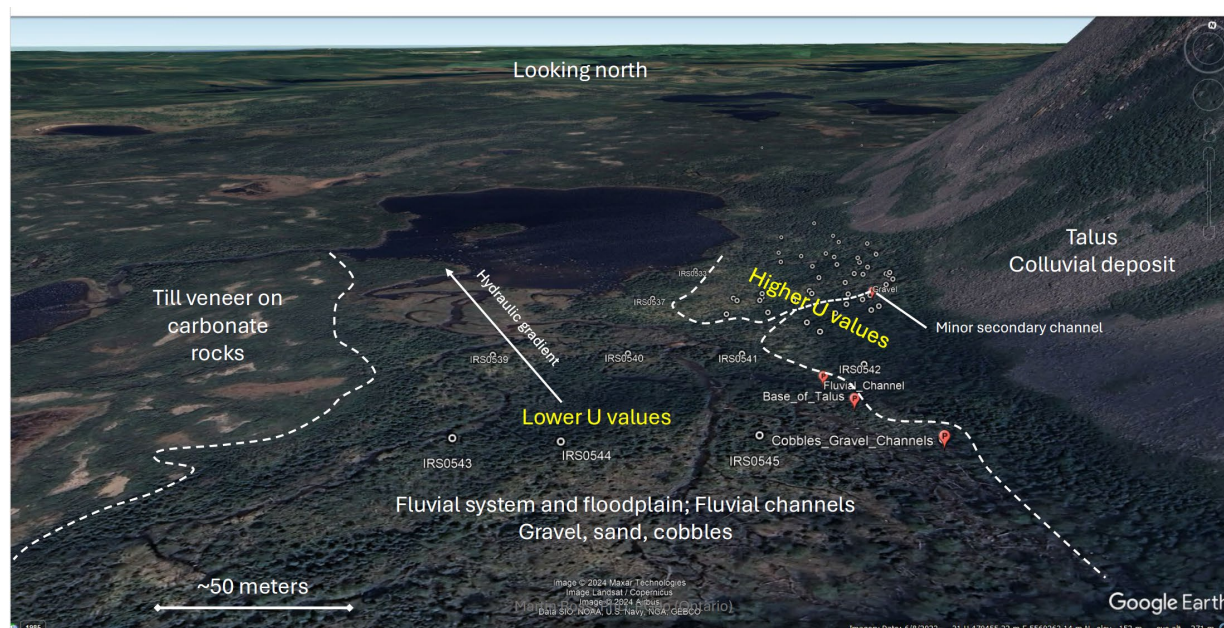 Looking north
N
Talus
Colluvial deposit
Till veneer on
carbonate
rocks
Hydraulic gradient
IRS0533
IRS0537
Higher U values
Gravel
Minor secondary channel
IRS0539
IRS0540
IRS0541
IRS0542
Fluvial_Channel
Base_of_Talus
Lower U values
Cobbles_Gravel_Channels
IRS0543
IRS0544
IRS0545
Fluvial system and floodplain; Fluvial channels
Gravel, sand, cobbles
~50 meters
Image © 2024 Maxar Technologies
Image Landsat / Copernicus
Image © 2024 Airbus
Data SIO, NOAA, U.S. Navy, NGA, GEBCO
(Ontario)
Google Earth
1985